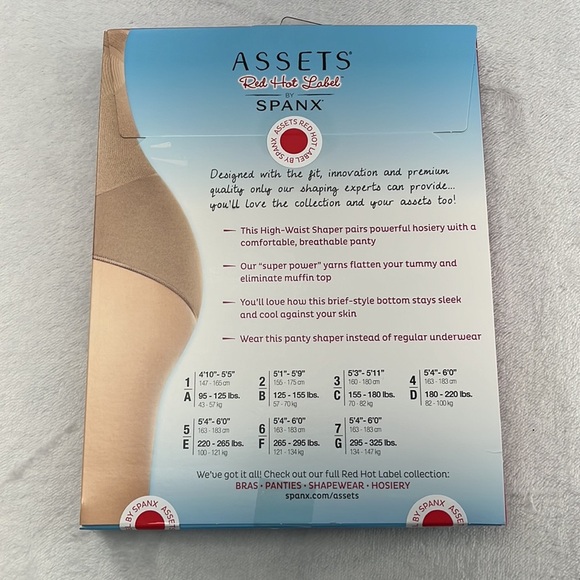 ASSETS®
Red Hot Label™
BY
SPANX®
ASSETS RED HOT LABEL BY SPANX
Designed with the fit, innovation and premium
quality only our shaping experts can provide...
you'll love the collection and your assets too!
This High-Waist Shaper pairs powerful hosiery with a
comfortable, breathable panty
Our "super power" yarns flatten your tummy and
eliminate muffin top
You'll love how this brief-style bottom stays sleek
and cool against your skin
Wear this panty shaper instead of regular underwear
1 A 4'10"- 5'5" 147 - 165 cm 95 - 125 lbs. 43 - 57 kg
2 B 5'1"- 5'9" 155 - 175 cm 125 - 155 lbs. 57 - 70 kg
3 C 5'3"- 5'11" 160 - 180 cm 155 - 180 lbs. 70 - 82 kg
4 D 5'4"- 6'0" 163 - 183 cm 180 - 220 lbs. 82 - 100 kg
5 E 5'4"- 6'0" 163 - 183 cm 220 - 265 lbs. 100 - 121 kg
6 F 5'4"- 6'0" 163 - 183 cm 265 - 295 lbs. 121 - 134 kg
7 G 5'4"- 6'0" 163 - 183 cm 295 - 325 lbs. 134 - 147 kg
We've got it all! Check out our full Red Hot Label collection:
BRAS • PANTIES • SHAPEWEAR • HOSIERY
spanx.com/assets
EL BY SPANX ASSETS
EL BY SPANX ASSETS